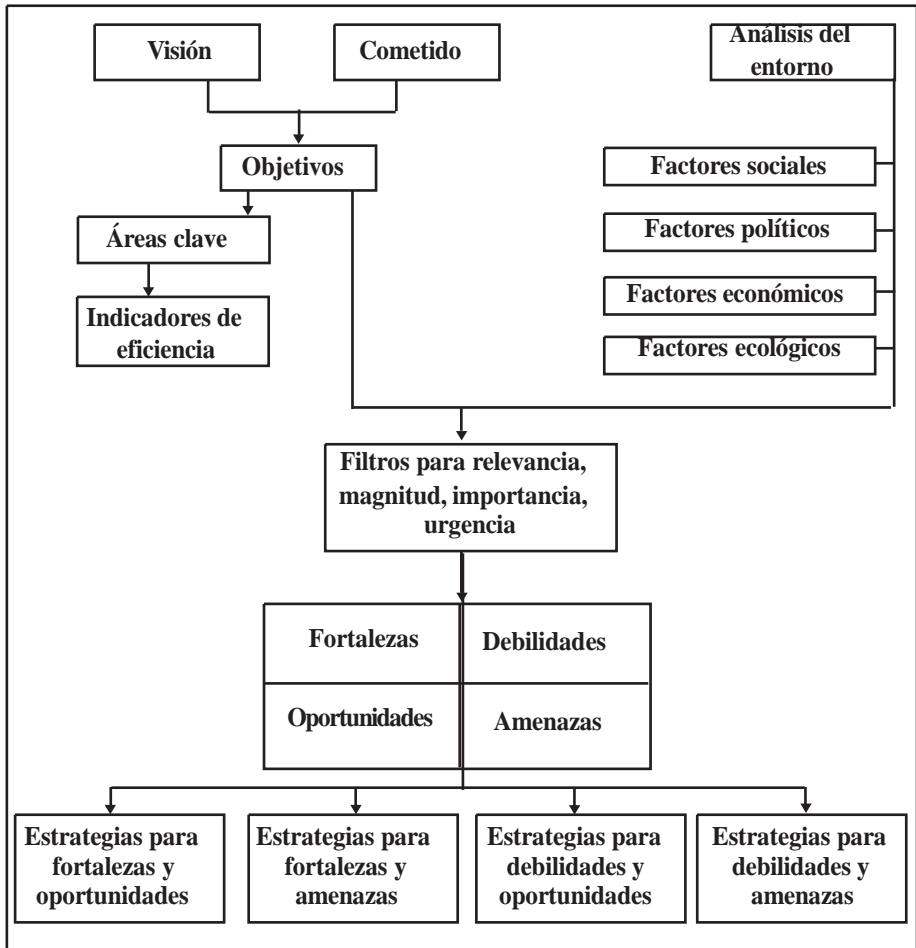 Visión
Cometido
Análisis del
entorno
Objetivos
Factores sociales
Áreas clave
Factores políticos
Indicadores de
eficiencia
Factores económicos
Factores ecológicos
Filtros para relevancia,
magnitud, importancia,
urgencia
Fortalezas
Debilidades
Oportunidades
Amenazas
Estrategias para
fortalezas y
oportunidades
Estrategias para
fortalezas y
amenazas
Estrategias para
debilidades y
oportunidades
Estrategias para
debilidades y
amenazas